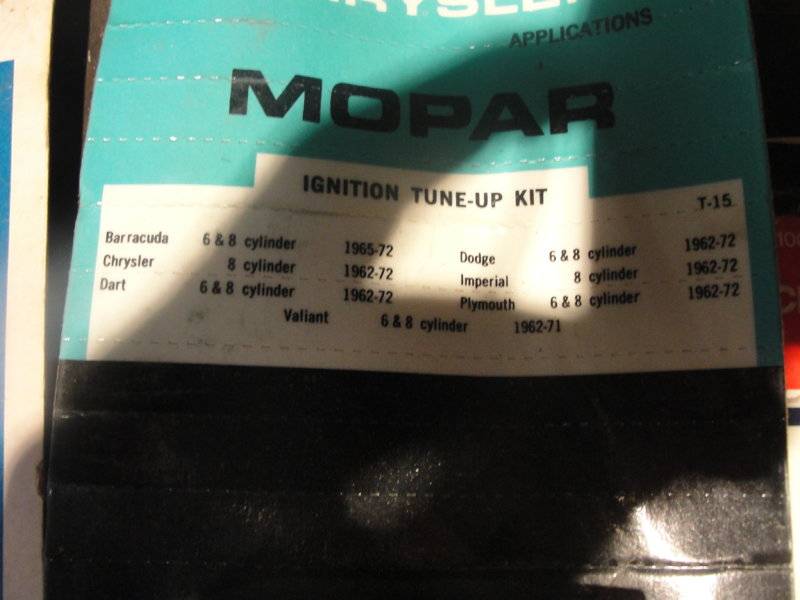 APPLICATIONS
MOPAR
IGNITION TUNE-UP KIT
T-15
Barracuda 6 & 8 cylinder 1965-72
Chrysler 8 cylinder 1962-72
Dart 6 & 8 cylinder 1962-72
Dodge 6 & 8 cylinder 1962-72
Imperial 8 cylinder 1962-72
Plymouth 6 & 8 cylinder 1962-72
Valiant 6 & 8 cylinder 1962-71